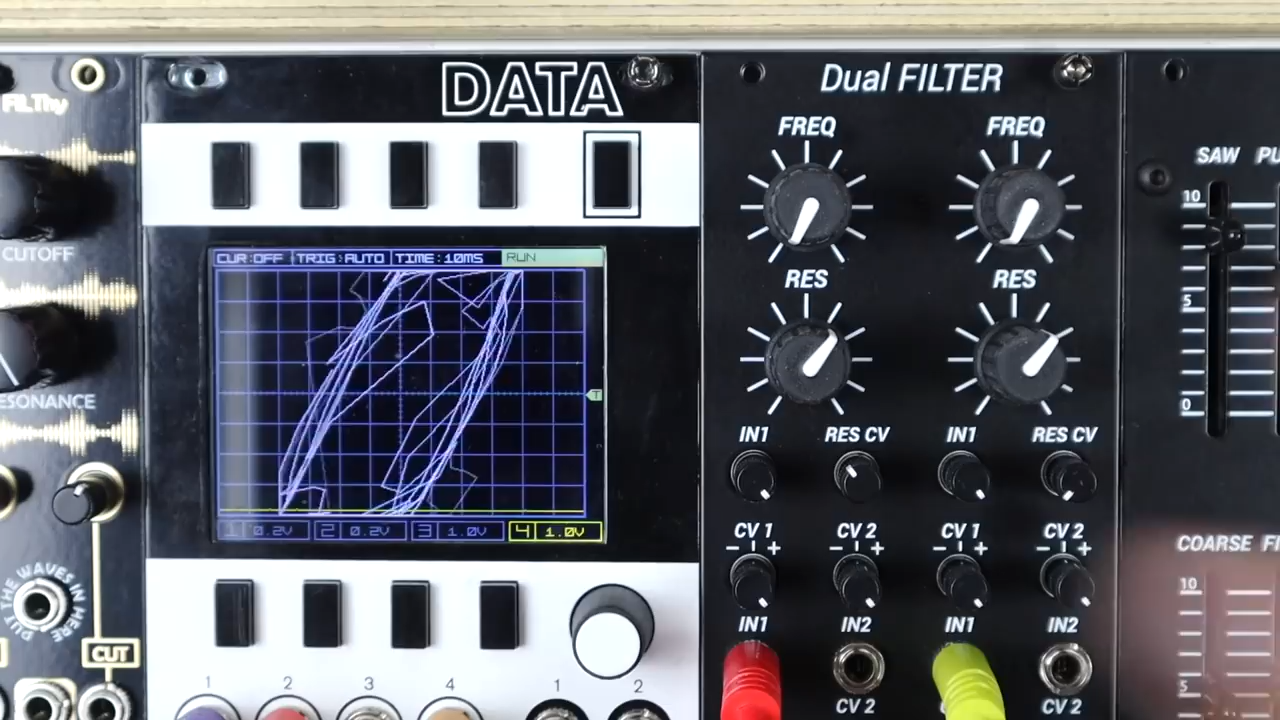 FILThy
CUTOFF
ESONANCE
PUT THE WAVES IN HERE
CUT
DATA
CUR:OFF TRIG:AUTO TIME:10MS RUN
T
1 0.2V 2 0.2V 3 1.0V 4 1.0V
1 2 3 4 1 2
Dual FILTER
FREQ FREQ
RES RES
IN1 RES CV IN1 RES CV
CV 1 CV 2 CV 1 CV 2
− I + − I + − I + − I +
IN1 IN2 IN1 IN2
CV 2 CV 2
SAW PU
10
5
0
COARSE FI
10
5